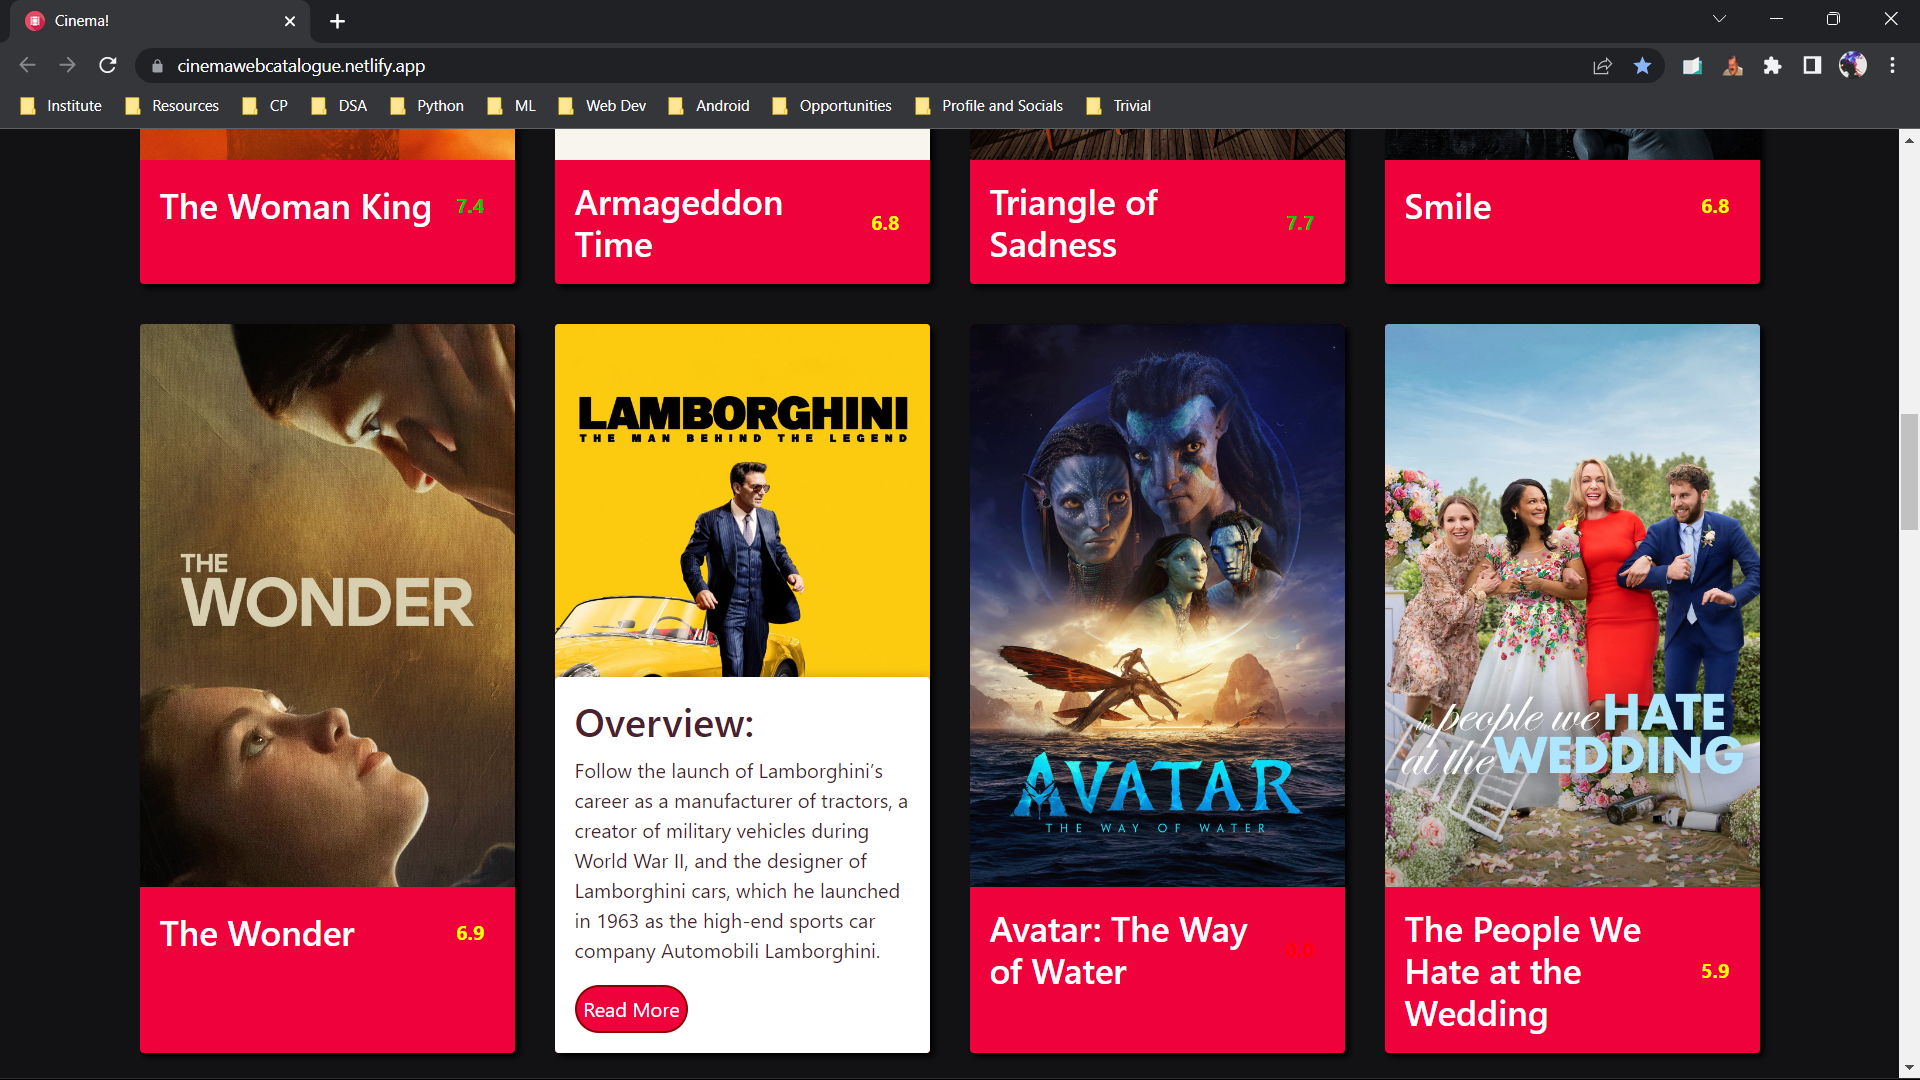 Cinema!
cinemawebcatalogue.netlify.app
Institute Resources CP DSA Python ML Web Dev Android Opportunities Profile and Socials Trivial
The Woman King 7.4
Armageddon
Time
6.8
Triangle of
Sadness
7.7
Smile 6.8
THE
WONDER
The Wonder 6.9
LAMBORGHINI
THE MAN BEHIND THE LEGEND
Overview:
Follow the launch of Lamborghini's
career as a manufacturer of tractors, a
creator of military vehicles during
World War II, and the designer of
Lamborghini cars, which he launched
in 1963 as the high-end sports car
company Automobili Lamborghini.
Read More
AVATAR
THE WAY OF WATER
Avatar: The Way
of Water
0.0
the people we HATE
at the WEDDING
The People We
Hate at the
Wedding
5.9